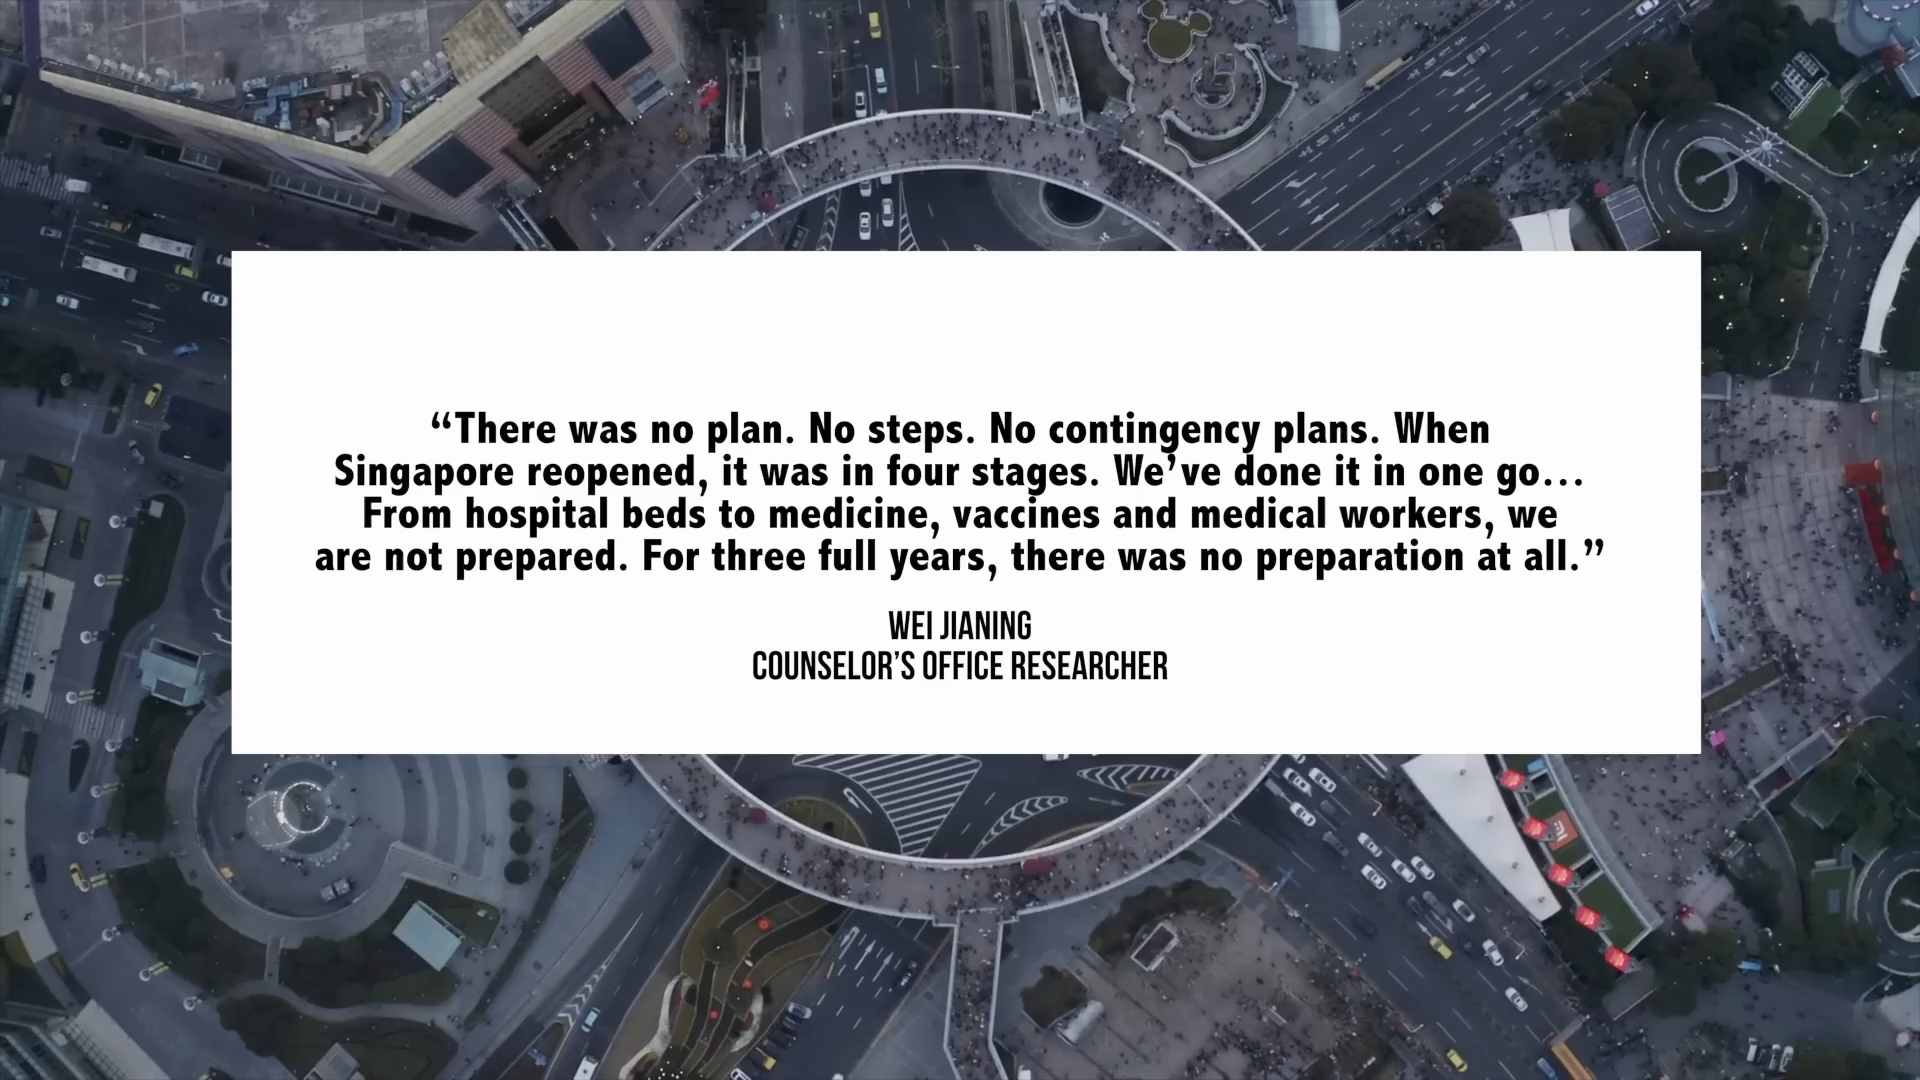 “There was no plan. No steps. No contingency plans. When
Singapore reopened, it was in four stages. We’ve done it in one go...
From hospital beds to medicine, vaccines and medical workers, we
are not prepared. For three full years, there was no preparation at all.”
WEI JIANING
COUNSELOR’S OFFICE RESEARCHER